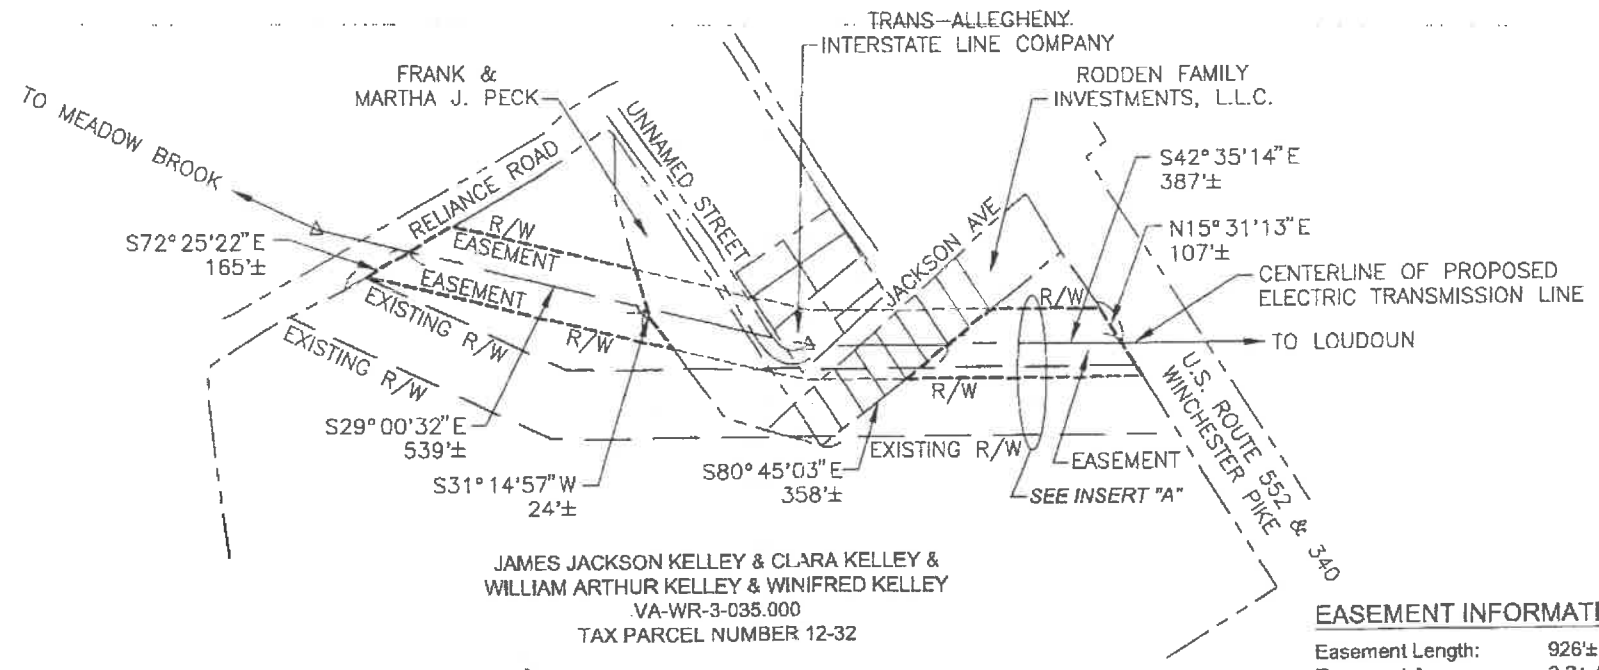 TRANS-ALLEGHENY
INTERSTATE LINE COMPANY
FRANK &
MARTHA J. PECK
RODDEN FAMILY
INVESTMENTS, L.L.C.
TO MEADOW BROOK
UNNAMED STREET
RELIANCE ROAD
S42°35'14"E
387'±
JACKSON AVE
N15°31'13"E
107'±
R/W
EASEMENT
S72°25'22"E
165'±
EASEMENT
CENTERLINE OF PROPOSED
ELECTRIC TRANSMISSION LINE
R/W
EXISTING R/W
R/W
TO LOUDOUN
EXISTING R/W
R/W
U.S. ROUTE 552 & 340
WINCHESTER PIKE
S29°00'32"E
539'±
EXISTING R/W
EASEMENT
S80°45'03"E
358'±
S31°14'57"W
24'±
SEE INSERT "A"
JAMES JACKSON KELLEY & CLARA KELLEY &
WILLIAM ARTHUR KELLEY & WINIFRED KELLEY
VA-WR-3-035.000
TAX PARCEL NUMBER 12-32
EASEMENT INFORMATI
Easement Length: 926'±